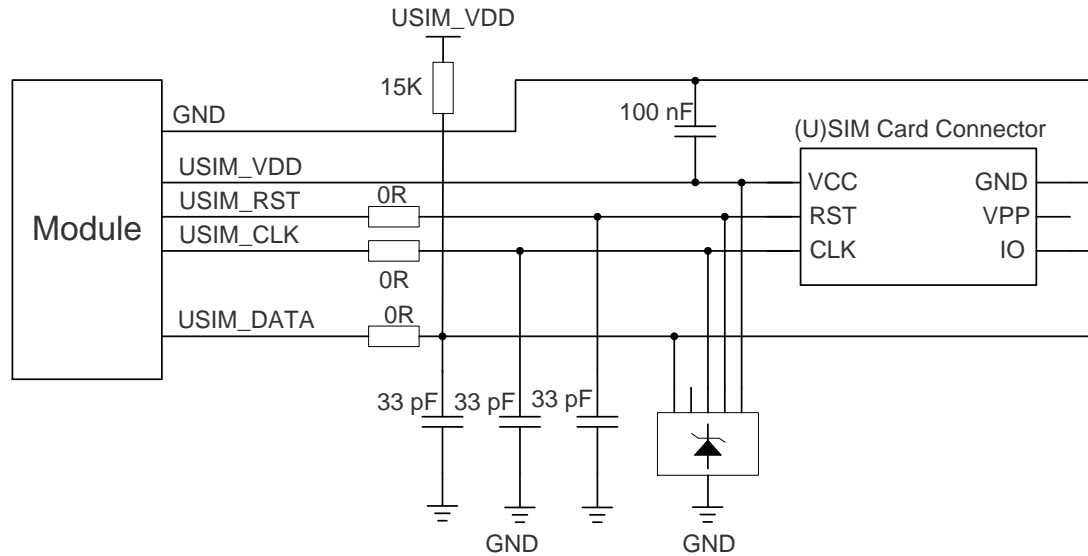 USIM_VDD
15K
GND
100 nF
(U)SIM Card Connector
USIM_VDD
VCC
GND
USIM_RST
0R
RST
VPP
Module
USIM_CLK
CLK
IO
0R
USIM_DATA
0R
33 pF
33 pF
33 pF
GND
GND